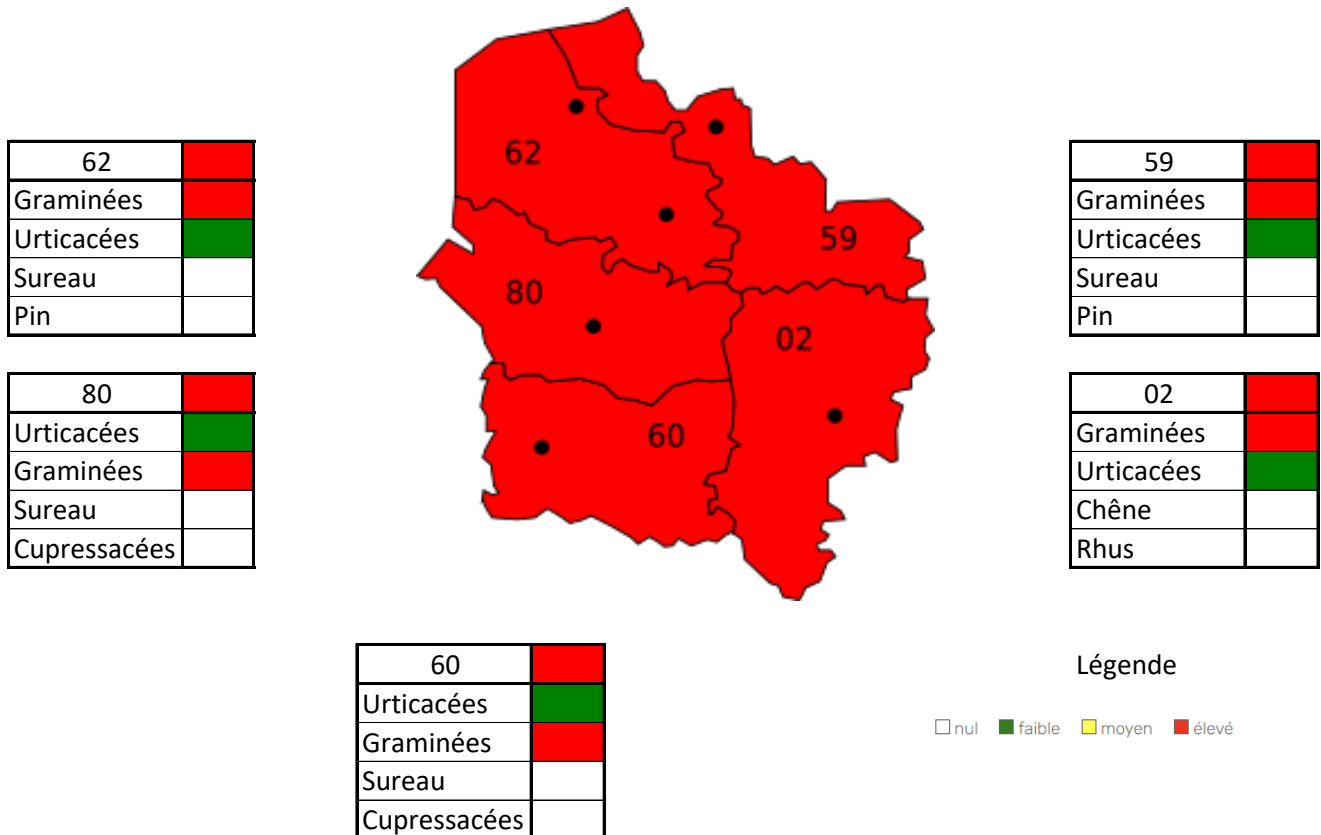 62
Graminées
Urticacées
Sureau
Pin
80
Urticacées
Graminées
Sureau
Cupressacées
62
59
80
02
60
59
Graminées
Urticacées
Sureau
Pin
02
Graminées
Urticacées
Chêne
Rhus
60
Urticacées
Graminées
Sureau
Cupressacées
Légende
nul faible moyen élevé